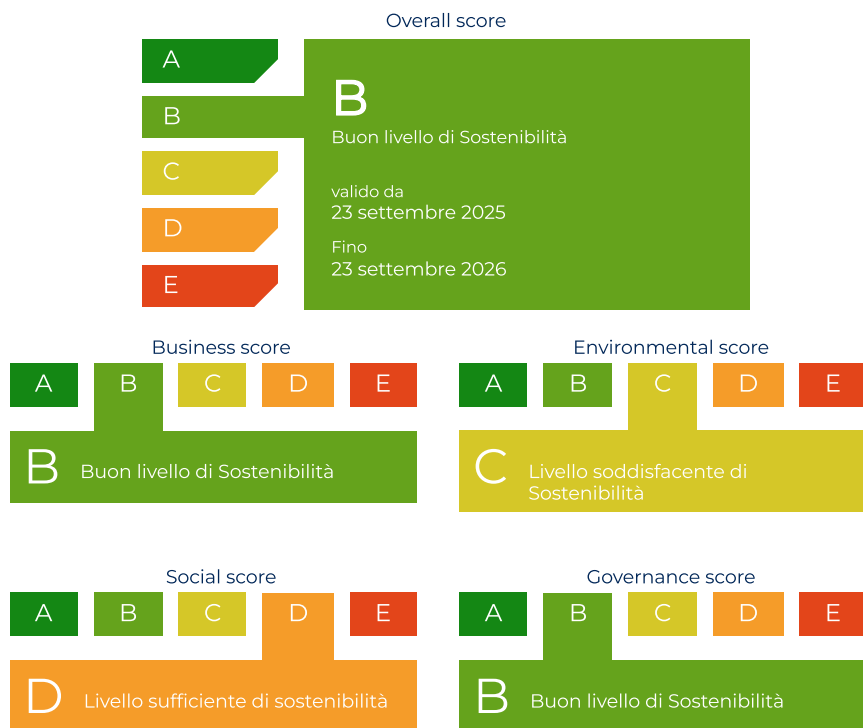 Overall score
A
B
C
D
E
B
Buon livello di Sostenibilità
valido da
23 settembre 2025
Fino
23 settembre 2026
Business score
A B C D E
B Buon livello di Sostenibilità
Environmental score
A B C D E
C Livello soddisfacente di
Sostenibilità
Social score
A B C D E
D Livello sufficiente di sostenibilità
Governance score
A B C D E
B Buon livello di Sostenibilità